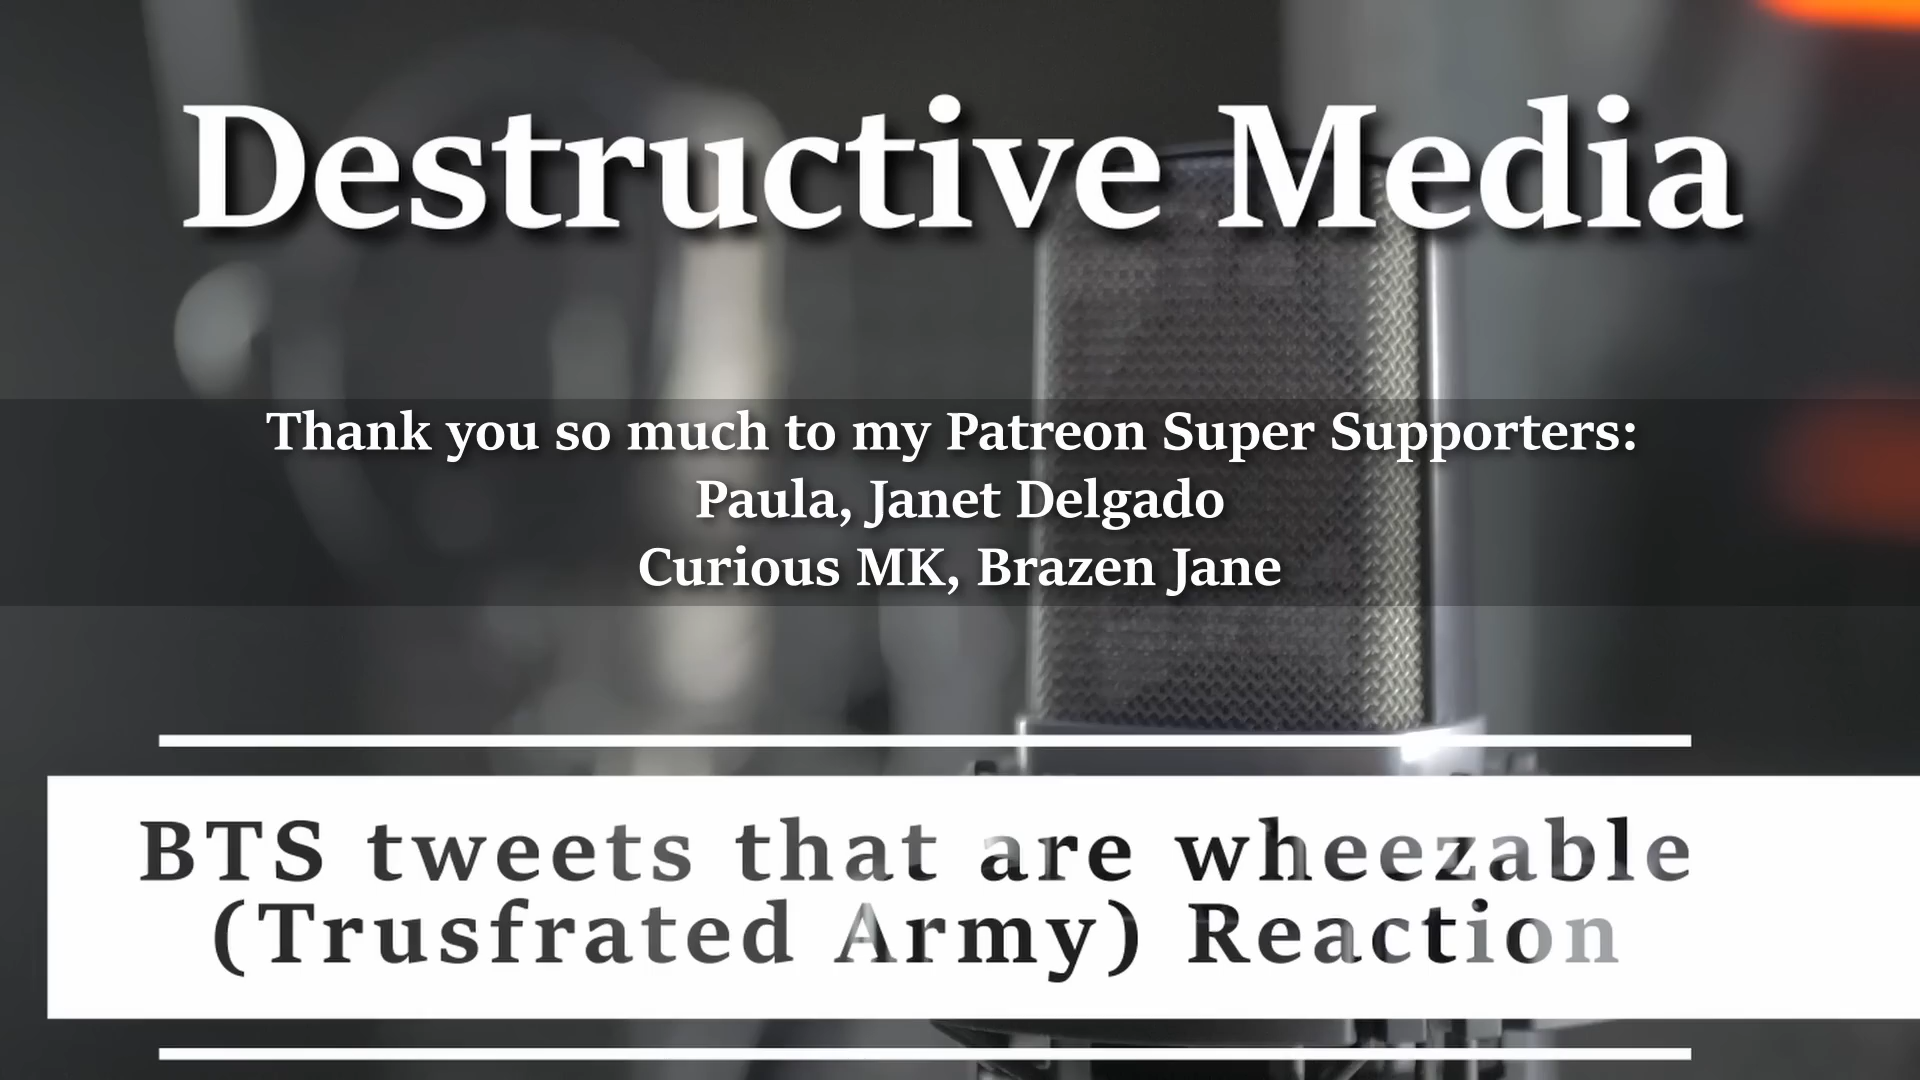 Destructive Media
Thank you so much to my Patreon Super Supporters:
Paula, Janet Delgado
Curious MK, Brazen Jane
BTS tweets that are wheezable
(Trusfrated Army) Reaction